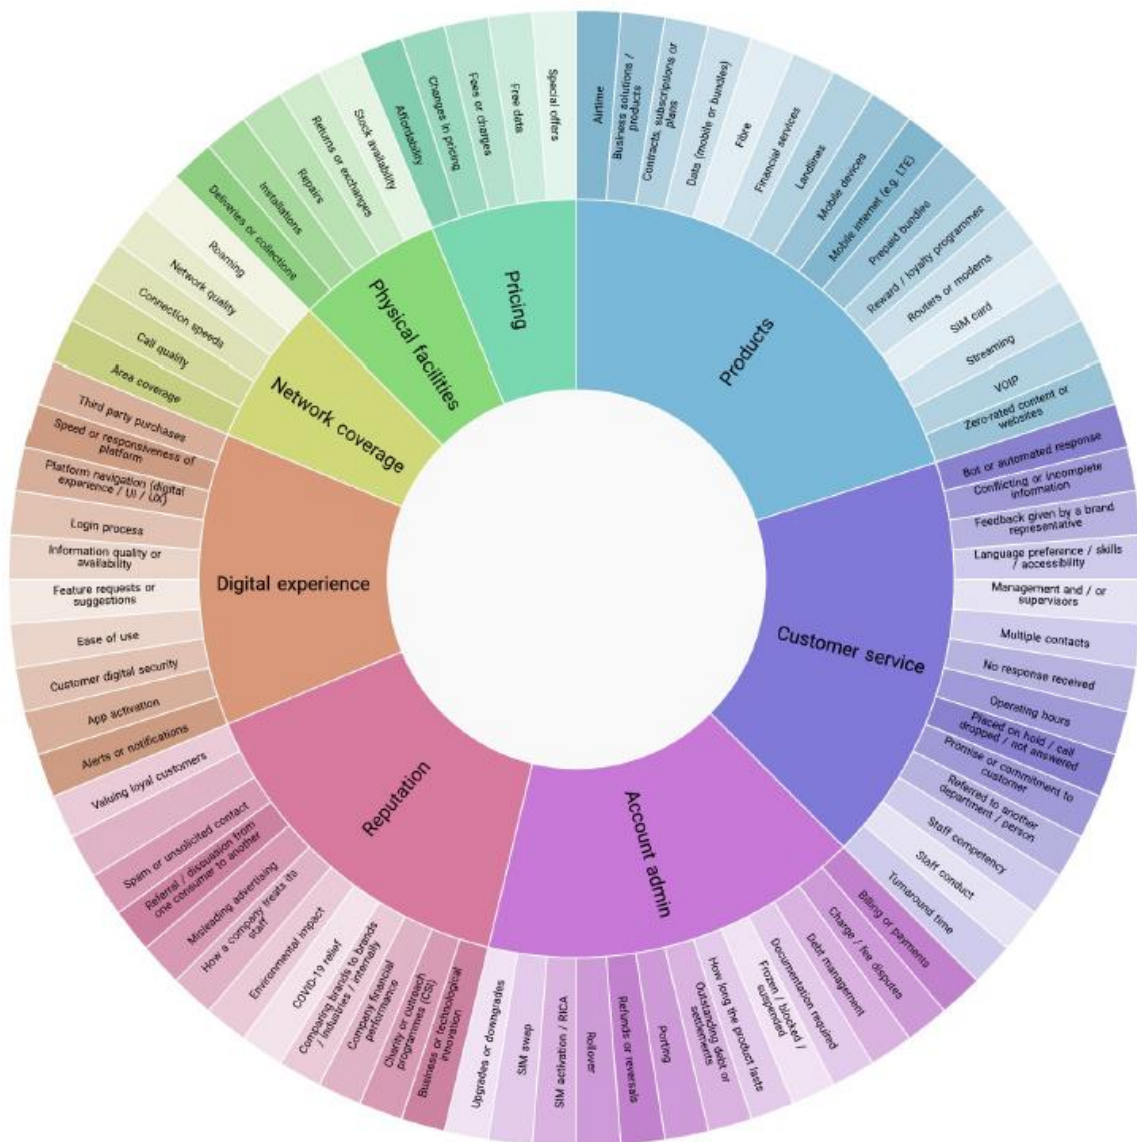 Products
Airtime
Business solutions /
products
Contracts, subscriptions or
plans
Data (mobile or bundles)
Fibre
Financial services
Landlines
Mobile devices
Mobile internet (e.g. LTE)
Prepaid bundles
Reward / loyalty programmes
Routers or modems
SIM card
Streaming
VOIP
Zero-rated content or
websites
Customer service
Bot or automated response
Conflicting or incomplete
information
Feedback given by a brand
representative
Language preference / skills
/ accessibility
Management and / or
supervisors
Multiple contacts
No response received
Operating hours
Placed on hold / call
dropped / not answered
Promise or commitment to
customer
Referred to another
department / person
Staff competency
Staff conduct
Turnaround time
Account admin
Billing or payments
Charge / fee disputes
Debt management
Documentation required
Frozen / blocked /
suspended
How long the product lasts
Outstanding debt or
settlements
Porting
Refunds or reversals
Rollover
SIM activation / RICA
SIM swap
Upgrades or downgrades
Reputation
Business or technological
innovation
Charity or outreach
programmes (CSI)
Company financial
performance
Comparing brands to brands
/ industries / internally
COVID-19 relief
Environmental impact
How a company treats its
staff
Misleading advertising
Referral / discussion from
one consumer to another
Spam or unsolicited contact
Valuing loyal customers
Digital experience
Alerts or notifications
App activation
Customer digital security
Ease of use
Feature requests or
suggestions
Information quality or
availability
Login process
Platform navigation (digital
experience / UI / UX)
Speed or responsiveness of
platform
Third party purchases
Network coverage
Area coverage
Call quality
Connection speeds
Network quality
Roaming
Physical facilities
Deliveries or collections
Installations
Repairs
Returns or exchanges
Stock availability
Pricing
Affordability
Changes in pricing
Fees or charges
Free data
Special offers